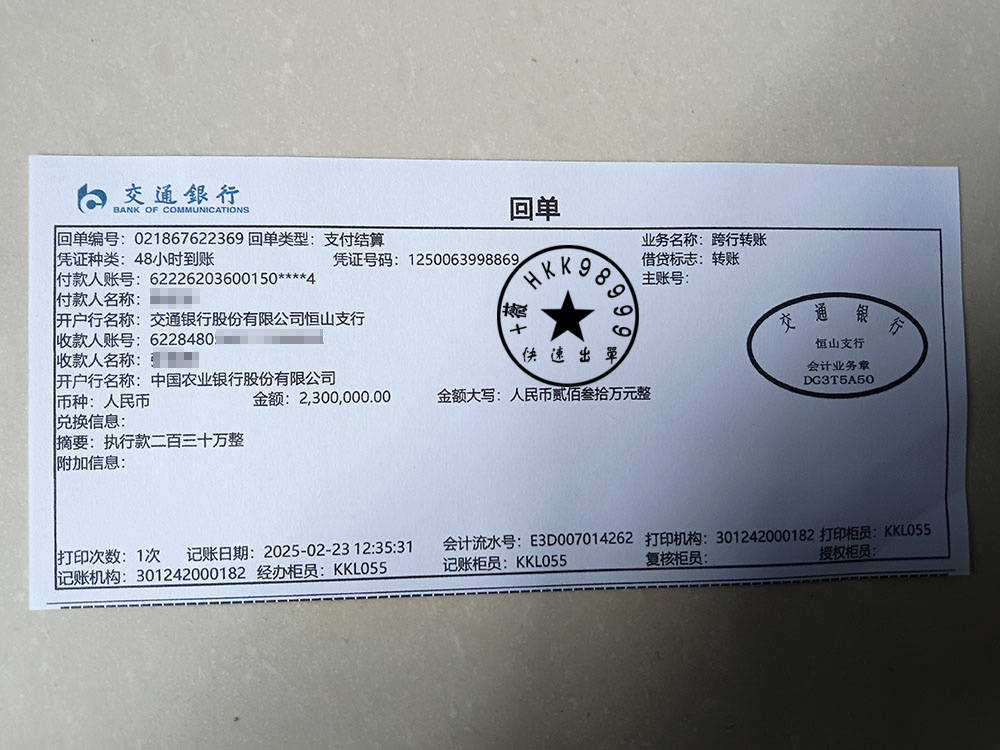 交通銀行
BANK OF COMMUNICATIONS
回单
回单编号：021867622369 回单类型：支付结算 业务名称：跨行转账
凭证种类：48小时到账 凭证号码：1250063998869 借贷标志：转账
付款人账号：62226203600150****4 主账号：
付款人名称：
开户行名称：交通银行股份有限公司恒山支行
收款人账号：6228480
收款人名称：
开户行名称：中国农业银行股份有限公司
币种：人民币 金额：2,300,000.00 金额大写：人民币贰佰叁拾万元整
兑换信息：
摘要：执行款二百三十万整
附加信息：
+薇 HKK98999
快速出單
交通銀行
恒山支行
会计业务章
DG3T5A50
打印次数：1次 记账日期：2025-02-23 12:35:31 会计流水号：E3D007014262 打印机构：301242000182 打印柜员：KKL055
记账机构：301242000182 经办柜员：KKL055 记账柜员：KKL055 复核柜员： 授权柜员：